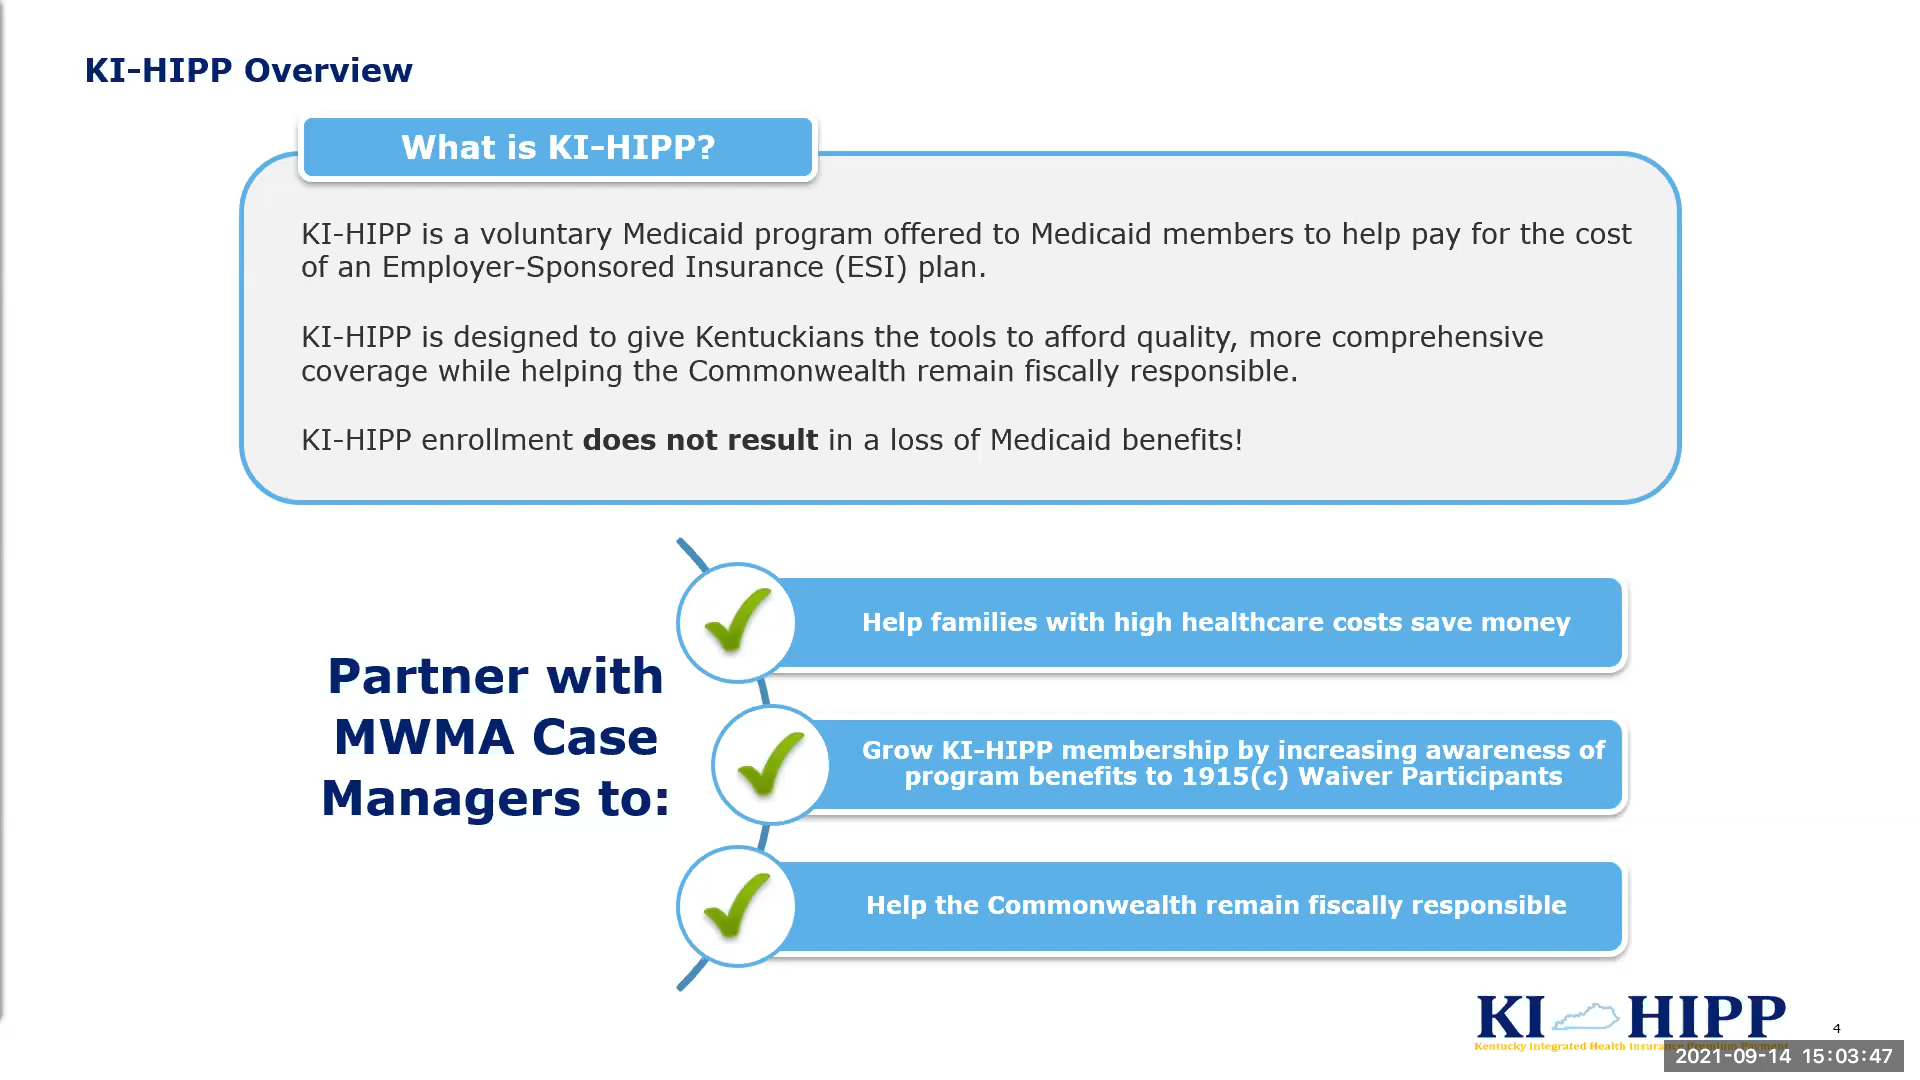 KI-HIPP Overview
What is KI-HIPP?
KI-HIPP is a voluntary Medicaid program offered to Medicaid members to help pay for the cost
of an Employer-Sponsored Insurance (ESI) plan.
KI-HIPP is designed to give Kentuckians the tools to afford quality, more comprehensive
coverage while helping the Commonwealth remain fiscally responsible.
KI-HIPP enrollment does not result in a loss of Medicaid benefits!
Partner with
MWMA Case
Managers to:
Help families with high healthcare costs save money
Grow KI-HIPP membership by increasing awareness of
program benefits to 1915(c) Waiver Participants
Help the Commonwealth remain fiscally responsible
KI HIPP
Kentucky Integrated Health Insurance Premium Payment
4
2021-09-14 15:03:47